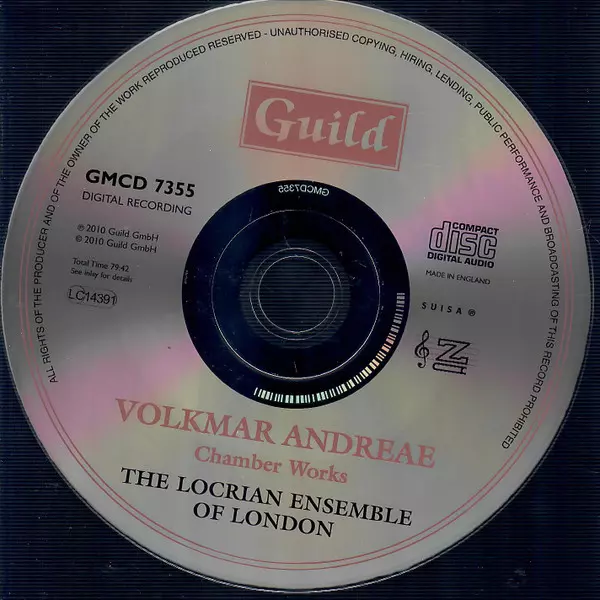 ALL RIGHTS OF THE PRODUCER AND OF THE OWNER OF THE WORK REPRODUCED RESERVED - UNAUTHORISED COPYING, HIRING, LENDING, PUBLIC PERFORMANCE AND BROADCASTING OF THIS RECORD PROHIBITED
Guild
GMCD 7355
DIGITAL RECORDING
GMCD7355
℗ 2010 Guild GmbH
© 2010 Guild GmbH
COMPACT
disc
DIGITAL AUDIO
Total Time 79.42
See inlay for details
MADE IN ENGLAND
LC14391
SUISA ®
Z
VOLKMAR ANDREAE
Chamber Works
THE LOCRIAN ENSEMBLE
OF LONDON